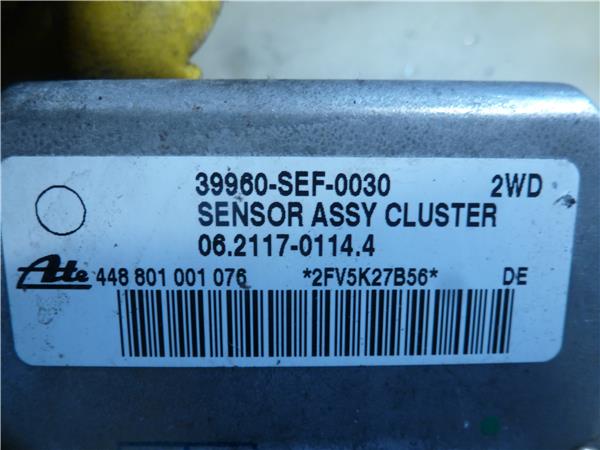 39960-SEF-0030 2WD
SENSOR ASSY CLUSTER
06.2117-0114.4
Ate 448 801 001 076 *2FV5K27B56* DE